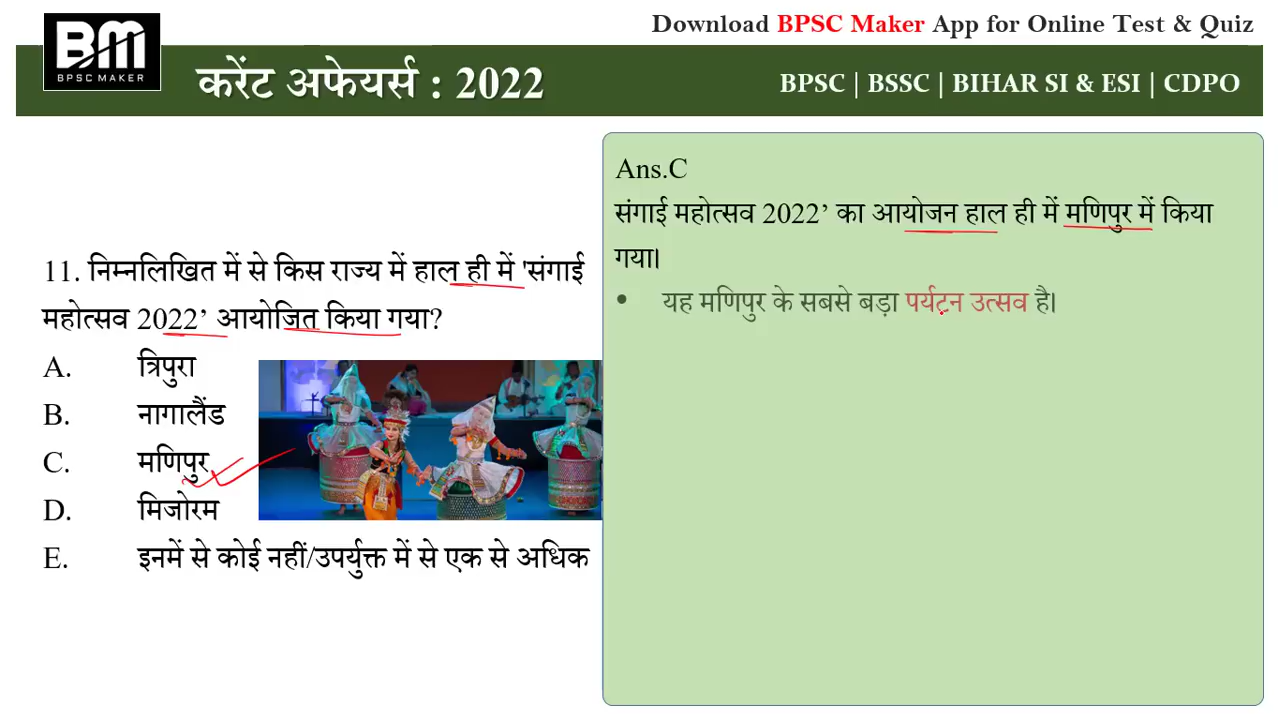 Download BPSC Maker App for Online Test & Quiz
BM
BPSC MAKER
करेंट अफेयर्स : 2022
BPSC | BSSC | BIHAR SI & ESI | CDPO
11. निम्नलिखित में से किस राज्य में हाल ही में 'संगाई
महोत्सव 2022’ आयोजित किया गया?
A. त्रिपुरा
B. नागालैंड
C. मणिपुर
D. मिजोरम
E. इनमें से कोई नहीं/उपर्युक्त में से एक से अधिक
Ans.C
संगाई महोत्सव 2022’ का आयोजन हाल ही में मणिपुर में किया
गया।
• यह मणिपुर के सबसे बड़ा पर्यटन उत्सव है।